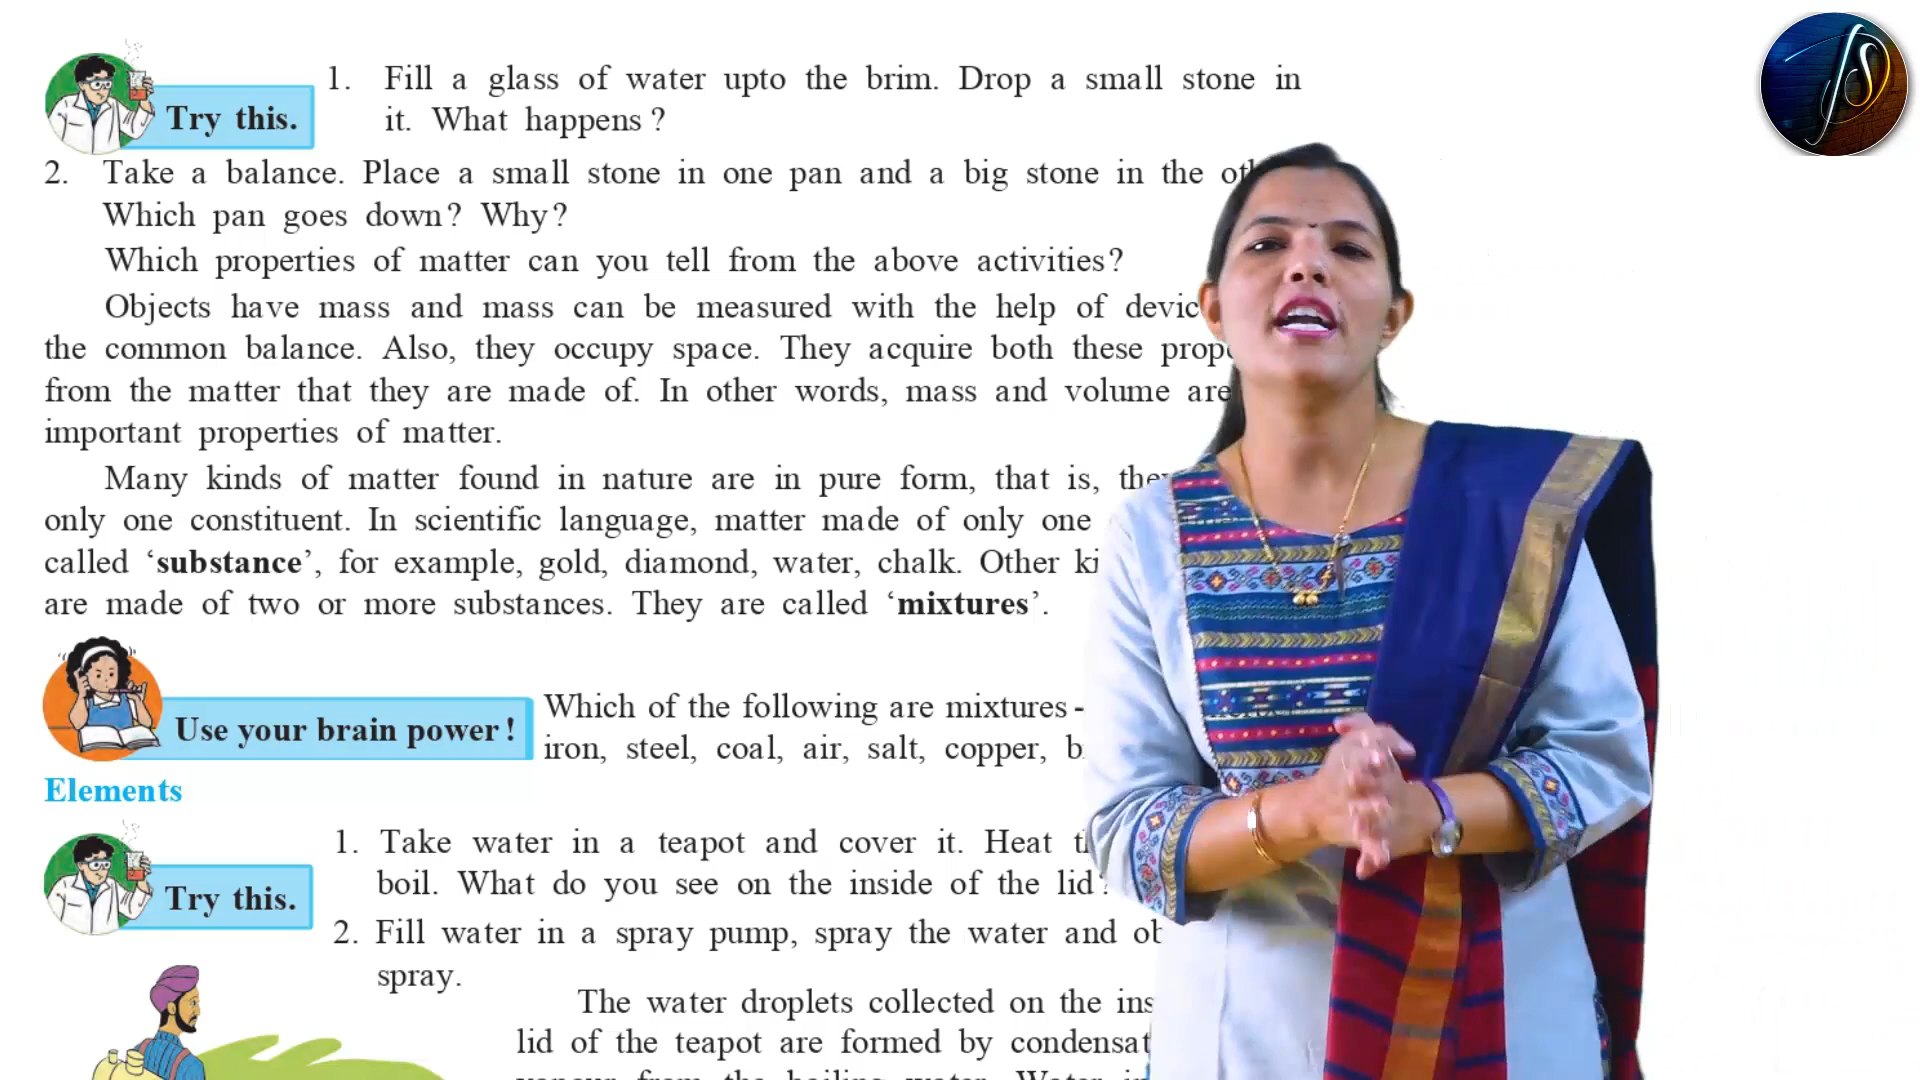 Try this.
1. Fill a glass of water upto the brim. Drop a small stone in
it. What happens ?
2. Take a balance. Place a small stone in one pan and a big stone in the
Which pan goes down? Why?
Which properties of matter can you tell from the above activities?
Objects have mass and mass can be measured with the help of
the common balance. Also, they occupy space. They acquire both these
from the matter that they are made of. In other words, mass and volume are
important properties of matter.
Many kinds of matter found in nature are in pure form, that is,
only one constituent. In scientific language, matter made of only one
called ‘substance’, for example, gold, diamond, water, chalk. Other
are made of two or more substances. They are called ‘mixtures’.
Use your brain power !
Which of the following are mixtures -
iron, steel, coal, air, salt, copper,
Elements
Try this.
1. Take water in a teapot and cover it. Heat
boil. What do you see on the inside of the lid?
2. Fill water in a spray pump, spray the water and
spray.
The water droplets collected on the
lid of the teapot are formed by